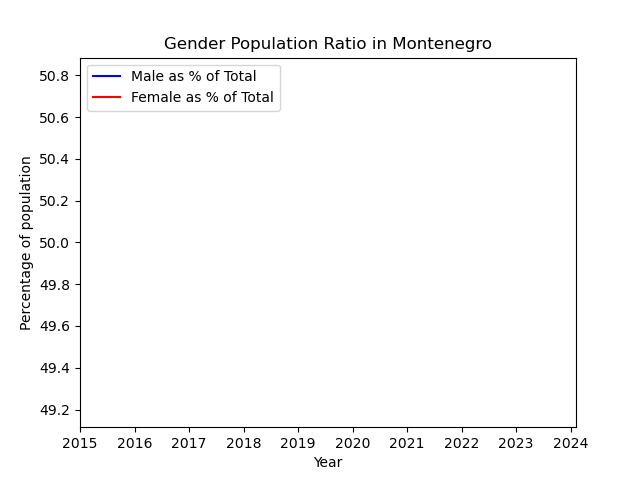 Gender Population Ratio in Montenegro
Male as % of Total
Female as % of Total
Percentage of population
50.8
50.6
50.4
50.2
50.0
49.8
49.6
49.4
49.2
2015 2016 2017 2018 2019 2020 2021 2022 2023 2024
Year